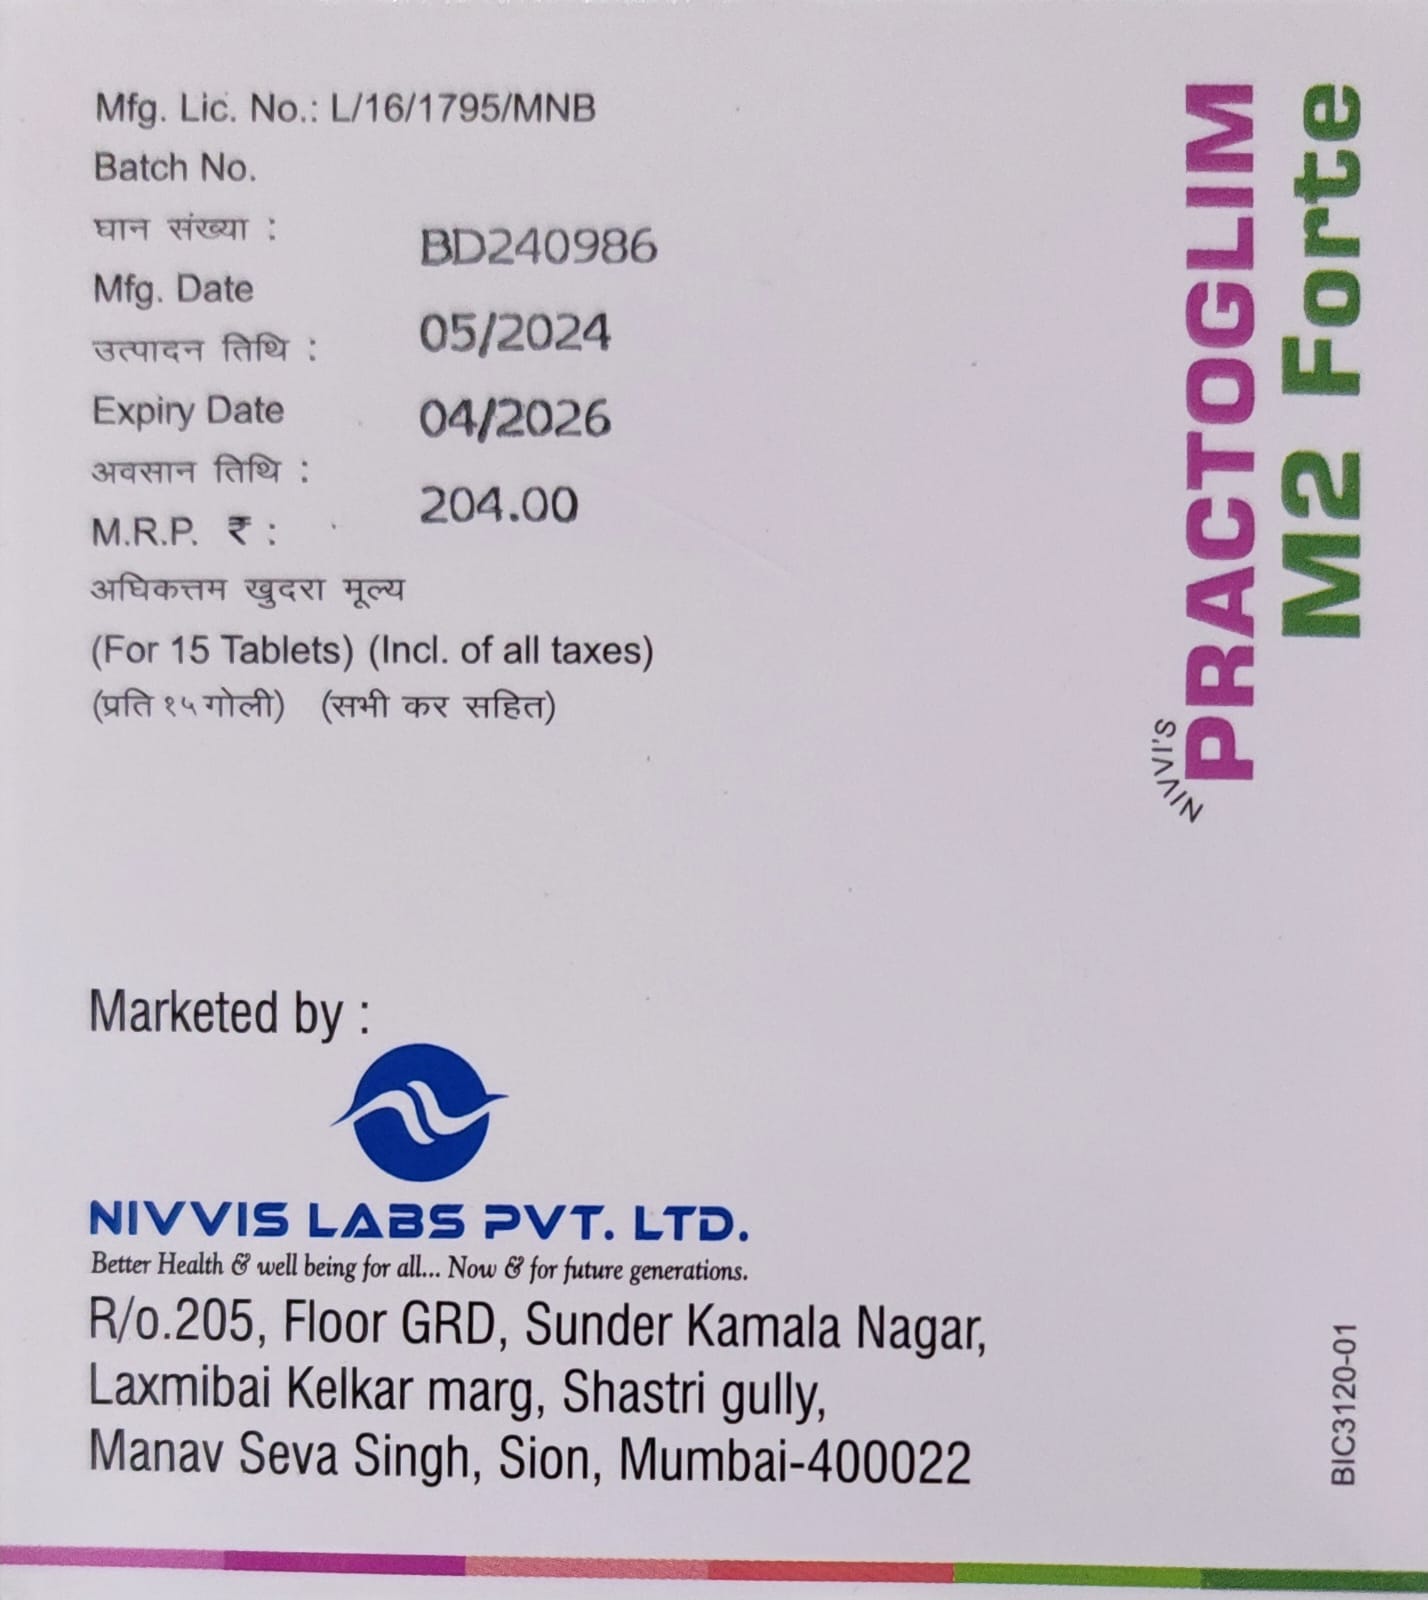 Mfg. Lic. No.: L/16/1795/MNB
Batch No.
घान संख्या : BD240986
Mfg. Date
उत्पादन तिथि : 05/2024
Expiry Date 04/2026
अवसान तिथि :
M.R.P. ₹ : 204.00
अधिकत्तम खुदरा मूल्य
(For 15 Tablets) (Incl. of all taxes)
(प्रति १५ गोली) (सभी कर सहित)
Marketed by :
NIVVIS LABS PVT. LTD.
Better Health & well being for all... Now & for future generations.
R/o.205, Floor GRD, Sunder Kamala Nagar,
Laxmibai Kelkar marg, Shastri gully,
Manav Seva Singh, Sion, Mumbai-400022
NIVVI'S
PRACTOGLIM
M2 Forte
BIC3120-01